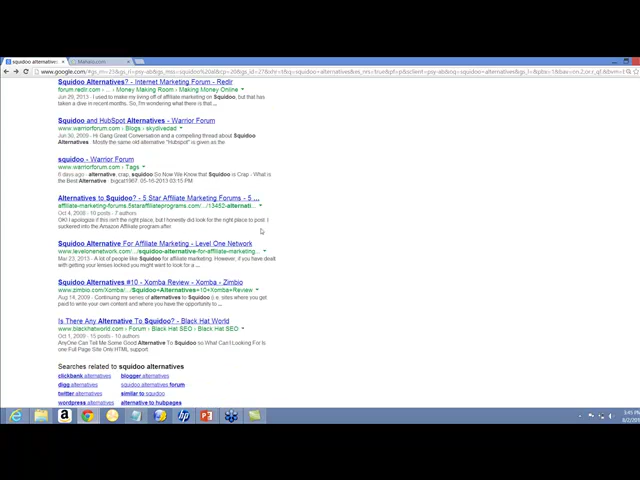 squidoo alternatives
Mahara.com
Squidoo Alternatives? - Internet Marketing Forum - Redir
forum.redir.com › ... › Money Making Room › Making Money Online
Jun 29, 2013 - I used to make my living off of affiliate marketing on Squidoo, but that has
taken a dive in recent months. So, I'm wondering what there is that ...
Squidoo and HubSpot Alternatives - Warrior Forum
www.warriorforum.com › Blogs › skydivedad
Jun 30, 2009 - Hi Gang Great Conversation and a compelling thread about Squidoo
Alternatives. Mostly the same old alternative "Hubspot" is given as the
squidoo - Warrior Forum
www.warriorforum.com › Tags
6 days ago - alternative, crap, squidoo So Now We Know that Squidoo is Crap - What is
the Best Alternative · bigcat1967. 05-16-2013 03:15 PM
Alternatives to Squidoo? - 5 Star Affiliate Marketing Forums - 5 ...
affiliate-marketing-forums.5staraffiliateprograms.com/.../13452-alternati...
Oct 4, 2008 - 10 posts - 7 authors
OK! I apologize if this isn't the right place, but I honestly did look for the right place to post. I
suckered into the Amazon Affiliate program after
Squidoo Alternative For Affiliate Marketing - Level One Network
www.levelonenetwork.com/.../squidoo-alternative-for-affiliate-marketing...
Mar 23, 2013 - A lot of people like Squidoo for affiliate marketing. However, if you have dealt
with getting your lenses locked you might want to look for a ...
Squidoo Alternatives #10 - Xomba Review - Xomba - Zimbio
www.zimbio.com/Xomba/.../Squidoo+Alternatives+10+Xomba+Review
Aug 14, 2009 - Continuing my series of alternatives to Squidoo (i.e. sites where you get
paid to write your own content and where you have the opportunity to ...
Is There Any Alternative To Squidoo? - Black Hat World
www.blackhatworld.com › Forum › Black Hat SEO › Black Hat SEO
Oct 1, 2009 - 15 posts - 10 authors
AnyOne Can Tell Me Some Good Alternative To Squidoo so What Can I Looking For Is
one Full Page Site Onls HTML support
Searches related to squidoo alternatives
clickbank alternatives blogger alternatives
digg alternatives squidoo alternatives forum
twitter alternatives similar to squidoo
wordpress alternatives alternative to hubpages
3:45 PM